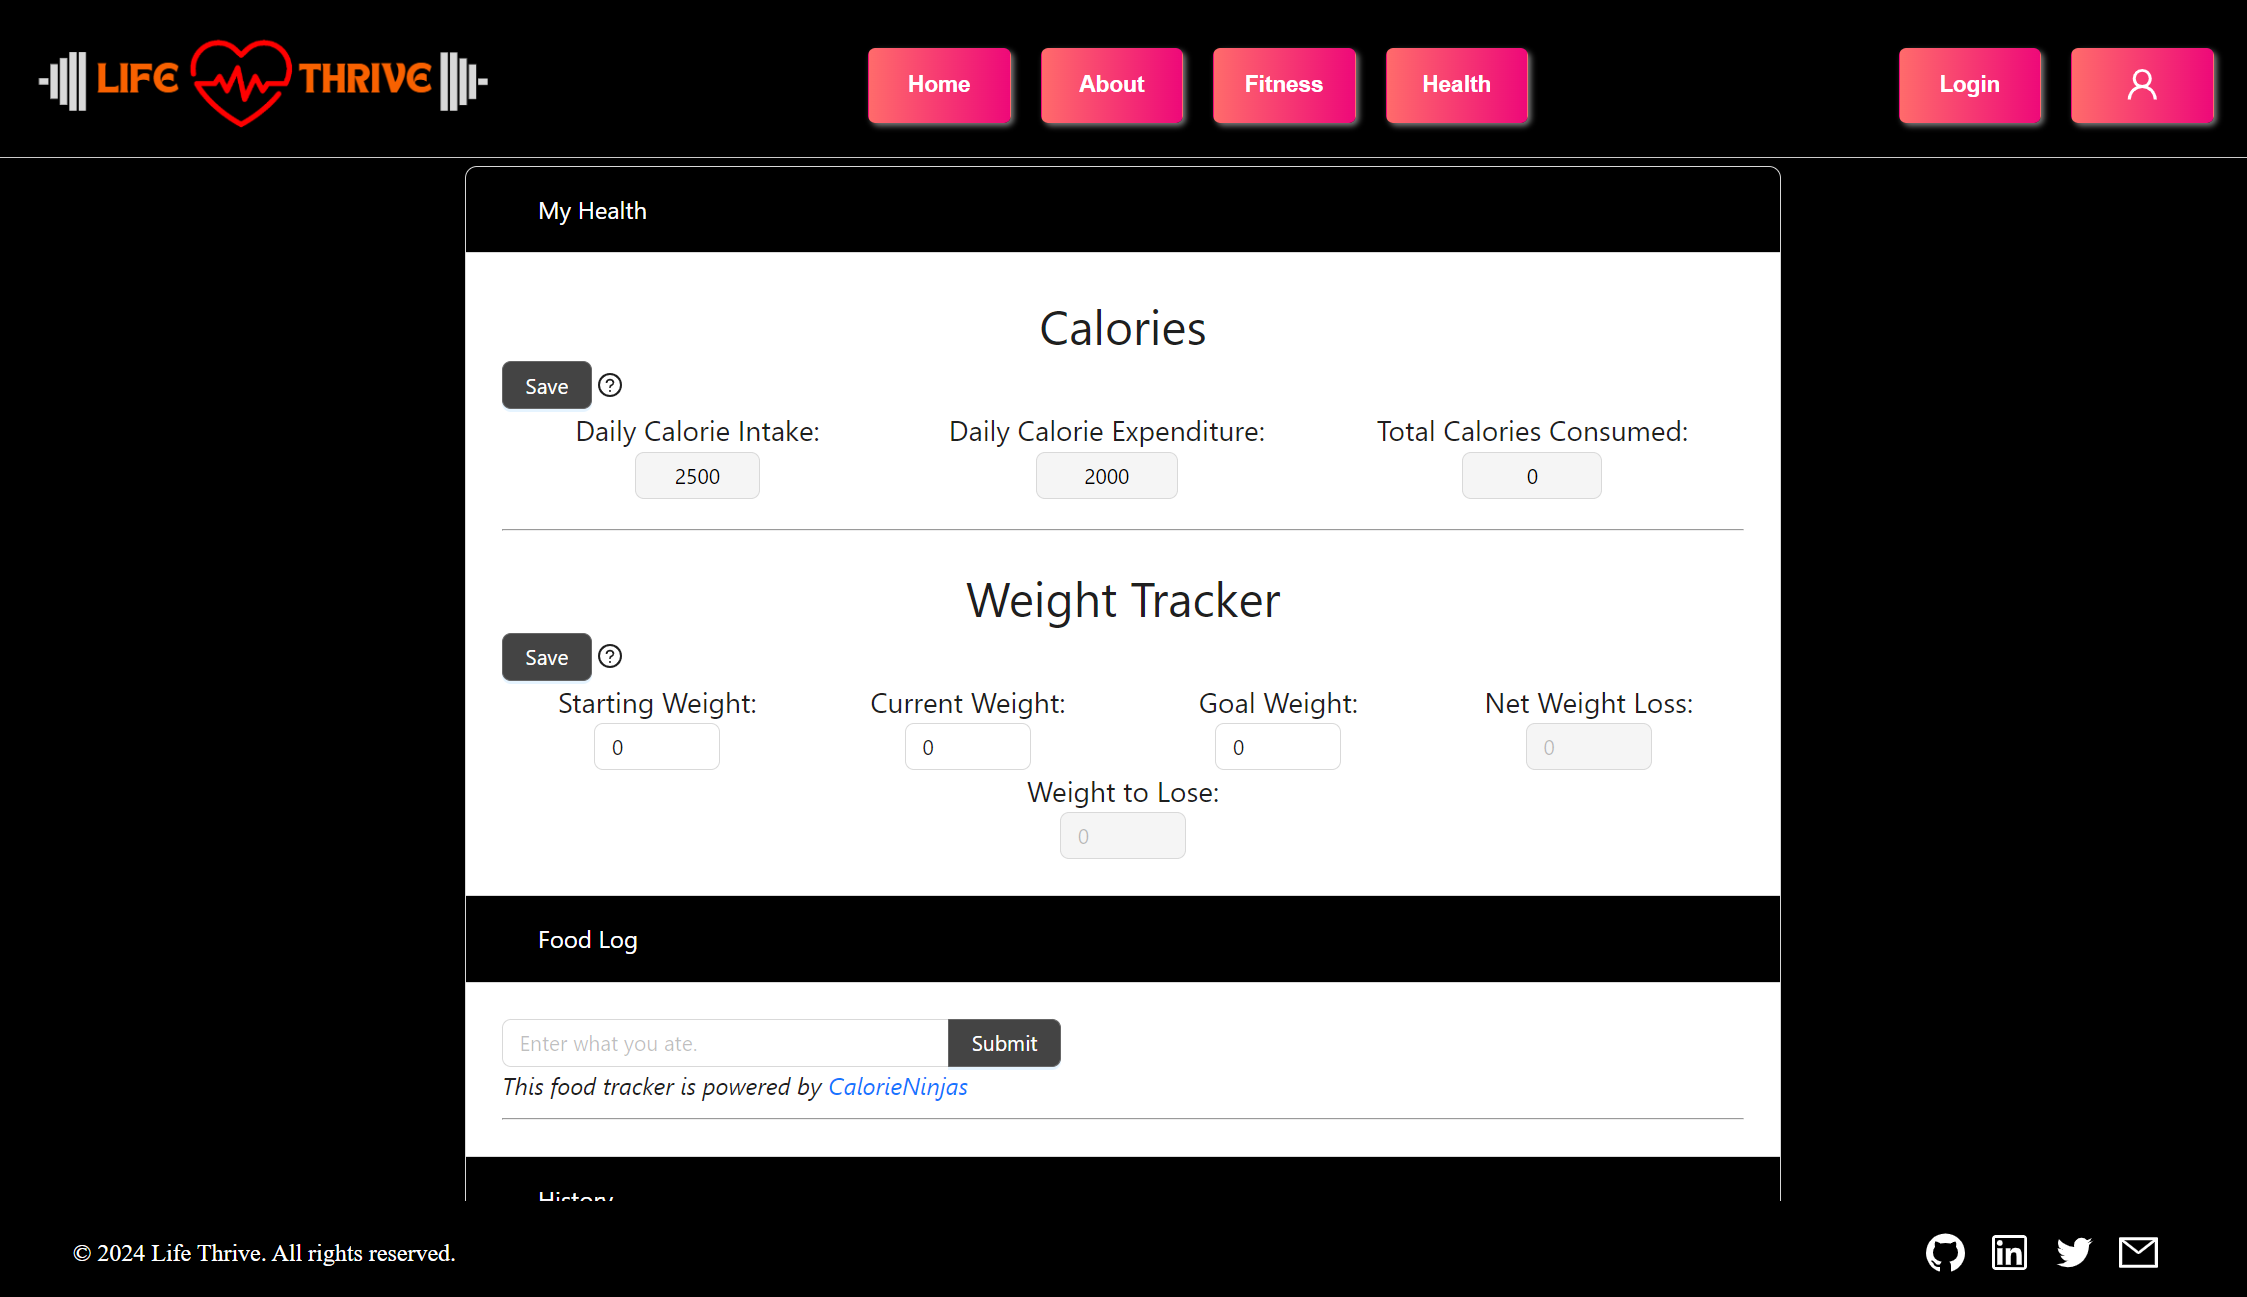 LIFE THRIVE
Home About Fitness Health Login
My Health
Calories
Save
Daily Calorie Intake: Daily Calorie Expenditure: Total Calories Consumed:
2500 2000 0
Weight Tracker
Save
Starting Weight: Current Weight: Goal Weight: Net Weight Loss:
0 0 0 0
Weight to Lose:
0
Food Log
Enter what you ate. Submit
This food tracker is powered by CalorieNinjas
History
© 2024 Life Thrive. All rights reserved.